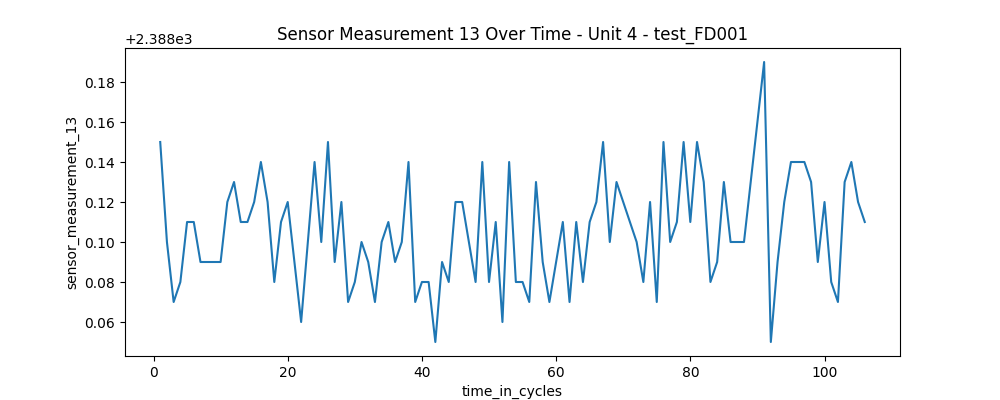 Sensor Measurement 13 Over Time - Unit 4 - test_FD001
+2.388e3
0.18
0.16
0.14
0.12
0.10
0.08
0.06
sensor_measurement_13
0 20 40 60 80 100
time_in_cycles